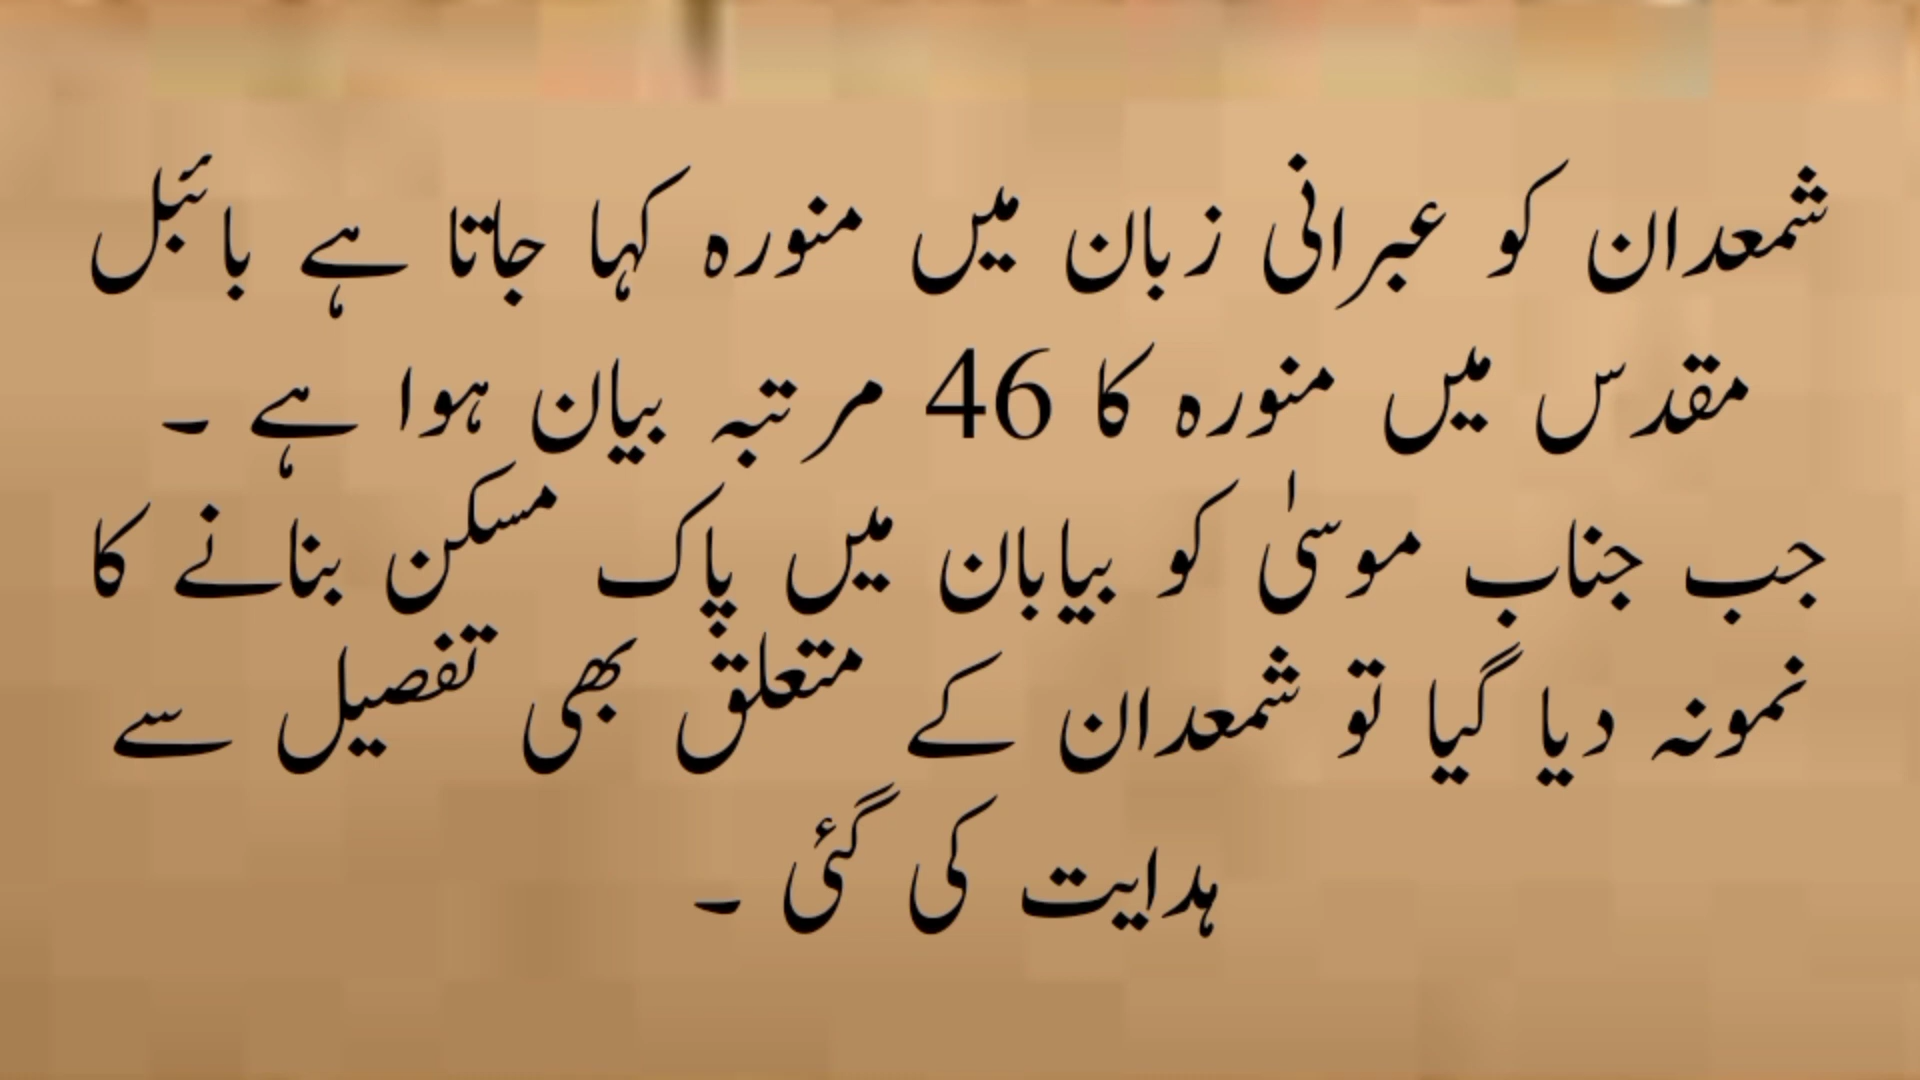 شمعدان کو عبرانی زبان میں منورہ کہا جاتا ہے بائبل
مقدس میں منورہ کا 46 مرتبہ بیان ہوا ہے ۔
جب جناب موسیٰ کو بیابان میں پاک مسکن بنانے کا
نمونہ دیا گیا تو شمعدان کے متعلق بھی تفصیل سے
ہدایت کی گئی ۔